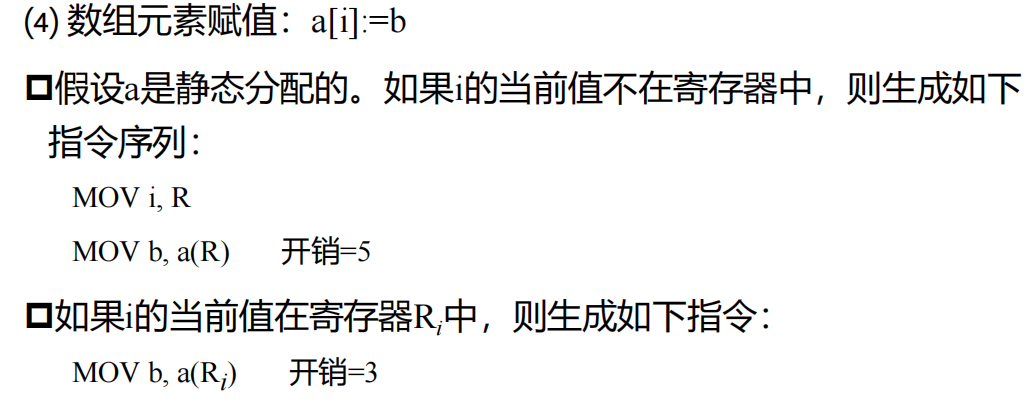 (4) 数组元素赋值：a[i]:=b
假设a是静态分配的。如果i的当前值不在寄存器中，则生成如下
指令序列：
MOV i, R
MOV b, a(R) 开销=5
如果i的当前值在寄存器Ri中，则生成如下指令：
MOV b, a(Ri) 开销=3